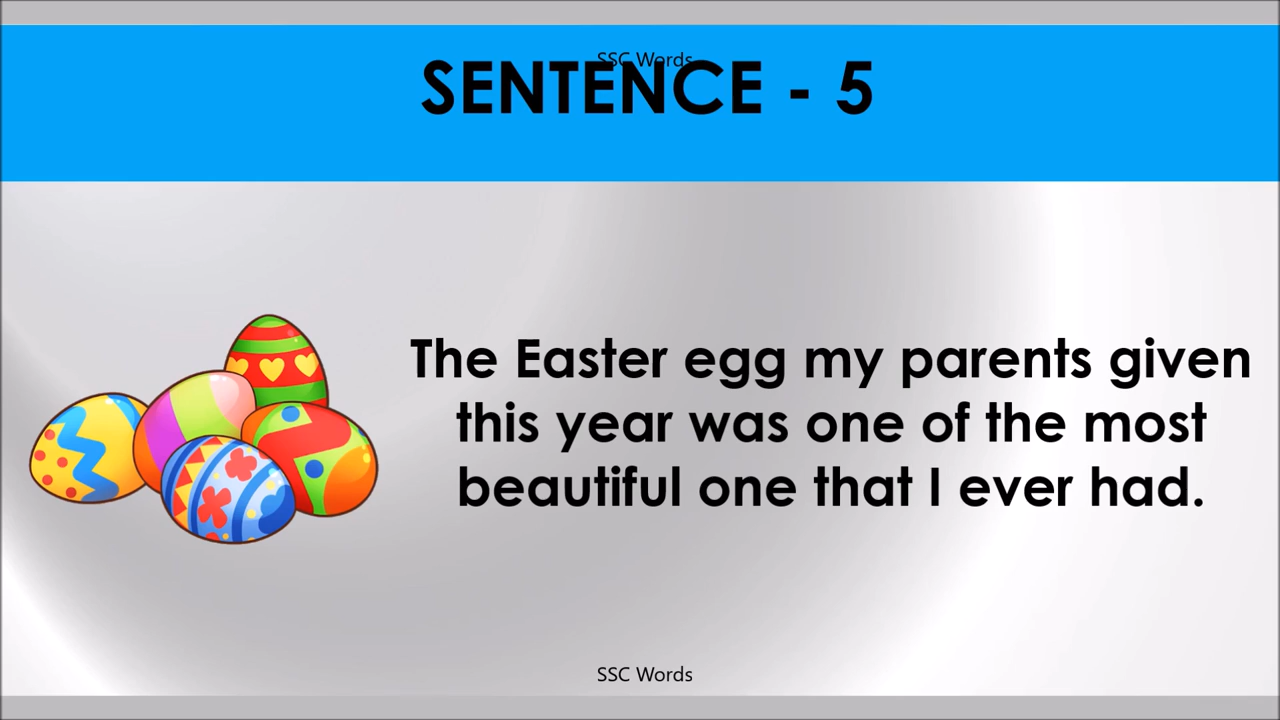 SSC Words
SENTENCE - 5
The Easter egg my parents given
this year was one of the most
beautiful one that I ever had.
SSC Words